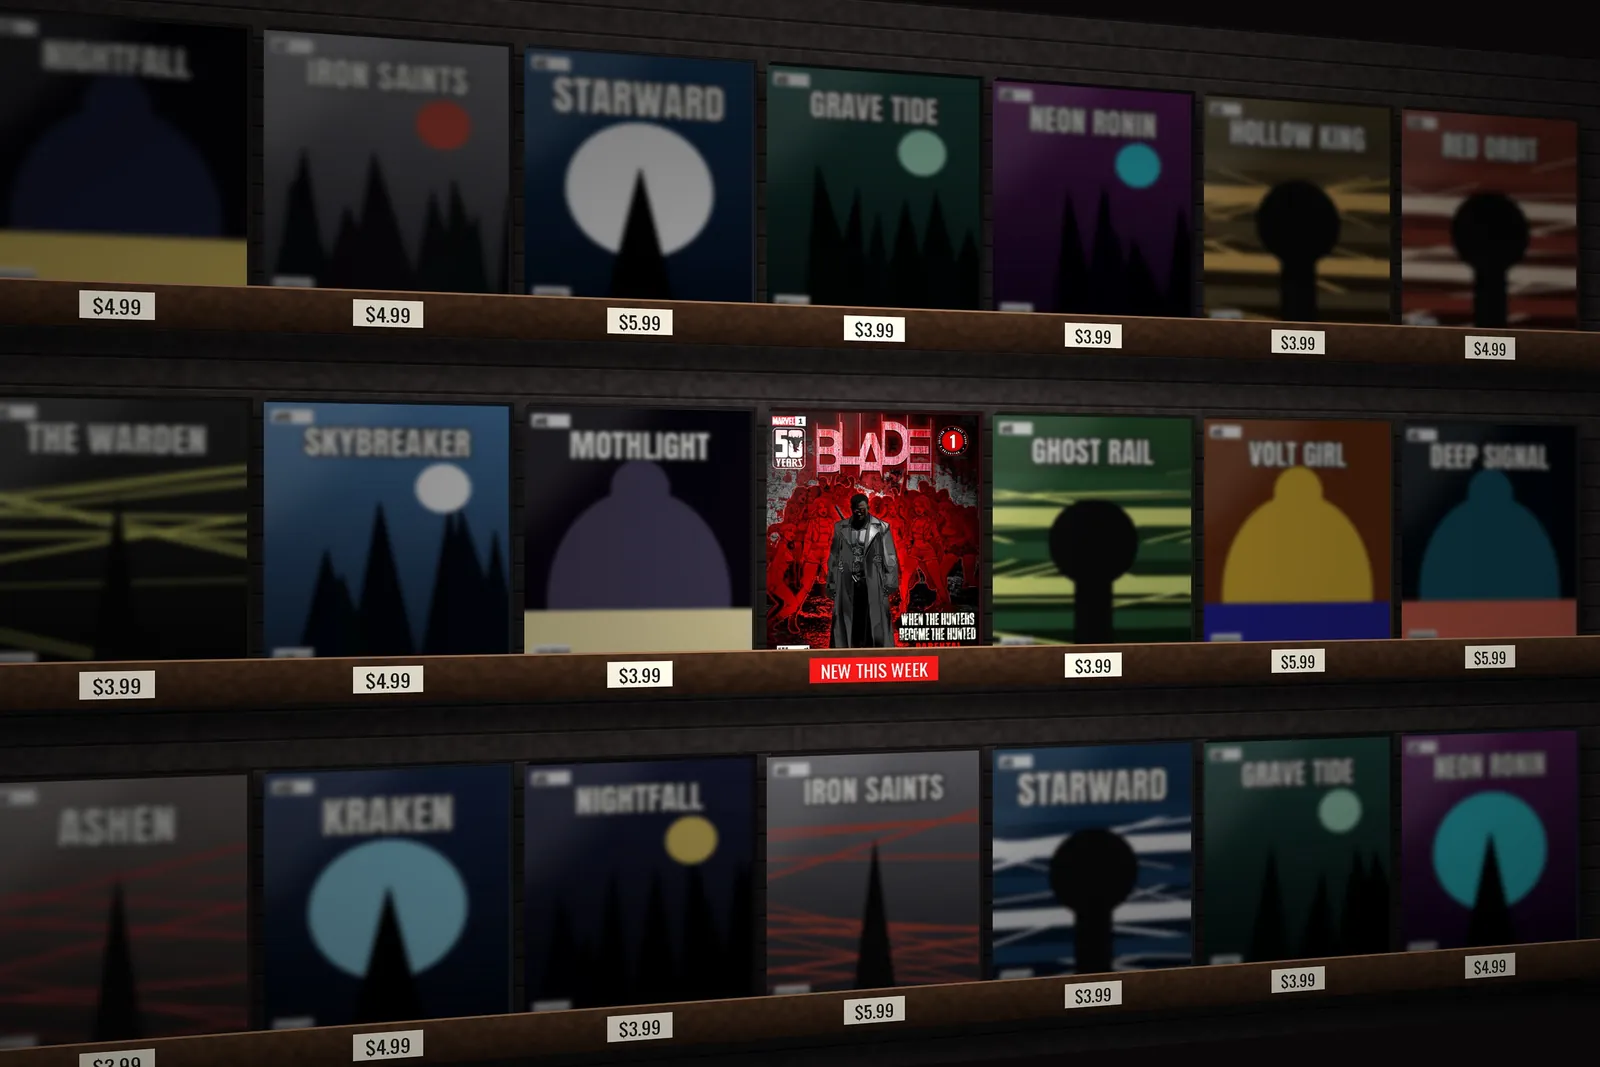 NIGHTFALL
IRON SAINTS
STARWARD
GRAVE TIDE
NEON RONIN
HOLLOW KING
RED ORBIT
$4.99
$4.99
$5.99
$3.99
$3.99
$3.99
$4.99
THE WARDEN
SKYBREAKER
MOTHLIGHT
MARVEL 1
50
YEARS
BLADE
1
WHEN THE HUNTERS
BECOME THE HUNTED
GHOST RAIL
VOLT GIRL
DEEP SIGNAL
$3.99
$4.99
$3.99
NEW THIS WEEK
$3.99
$5.99
$5.99
ASHEN
KRAKEN
NIGHTFALL
IRON SAINTS
STARWARD
GRAVE TIDE
NEON RONIN
$3.99
$4.99
$3.99
$5.99
$3.99
$3.99
$4.99